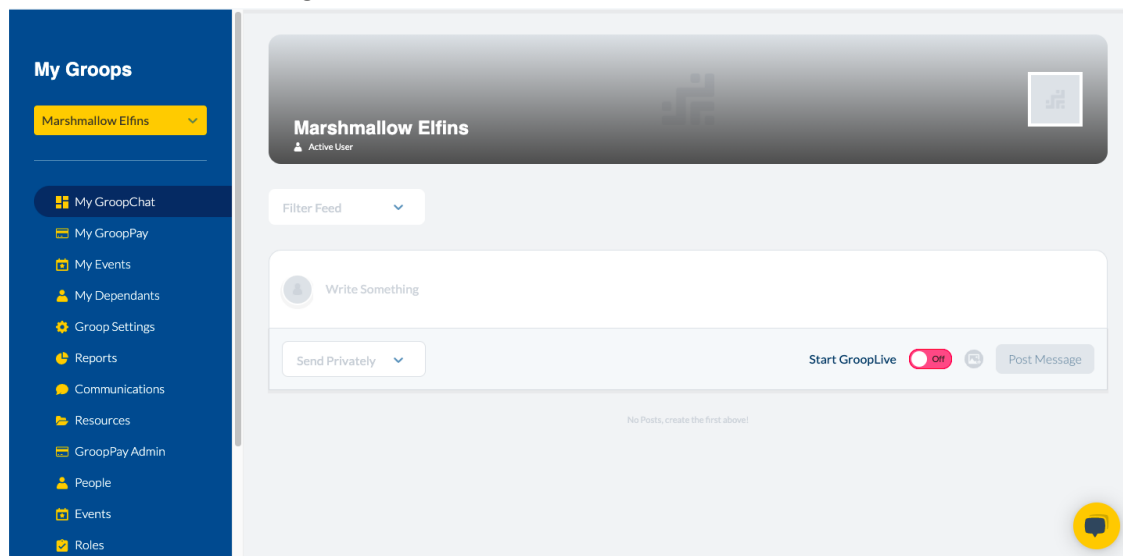 My Groops
Marshmallow Elfins
My GroopChat
My GroopPay
My Events
My Dependants
Groop Settings
Reports
Communications
Resources
GroopPay Admin
People
Events
Roles
Marshmallow Elfins
Active User
Filter Feed
Write Something
Send Privately
Start GroopLive Off Post Message
No Posts, create the first above!